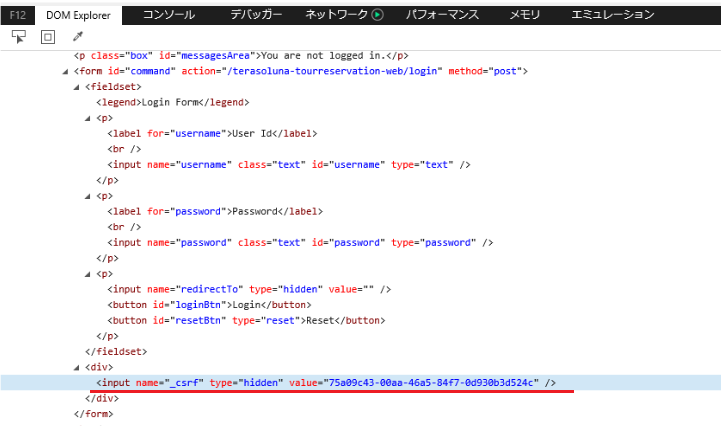 F12 DOM Explorer コンソール デバッガー ネットワーク パフォーマンス メモリ エミュレーション
<p class="box" id="messagesArea">You are not logged in.</p>
<form id="command" action="/terasoluna-tourreservation-web/login" method="post">
<fieldset>
<legend>Login Form</legend>
<p>
<label for="username">User Id</label>
<br />
<input name="username" class="text" id="username" type="text" />
</p>
<p>
<label for="password">Password</label>
<br />
<input name="password" class="text" id="password" type="password" />
</p>
<p>
<input name="redirectTo" type="hidden" value="" />
<button id="loginBtn">Login</button>
<button id="resetBtn" type="reset">Reset</button>
</p>
</fieldset>
<div>
<input name="_csrf" type="hidden" value="75a09c43-00aa-46a5-84f7-0d930b3d524c" />
</div>
</form>